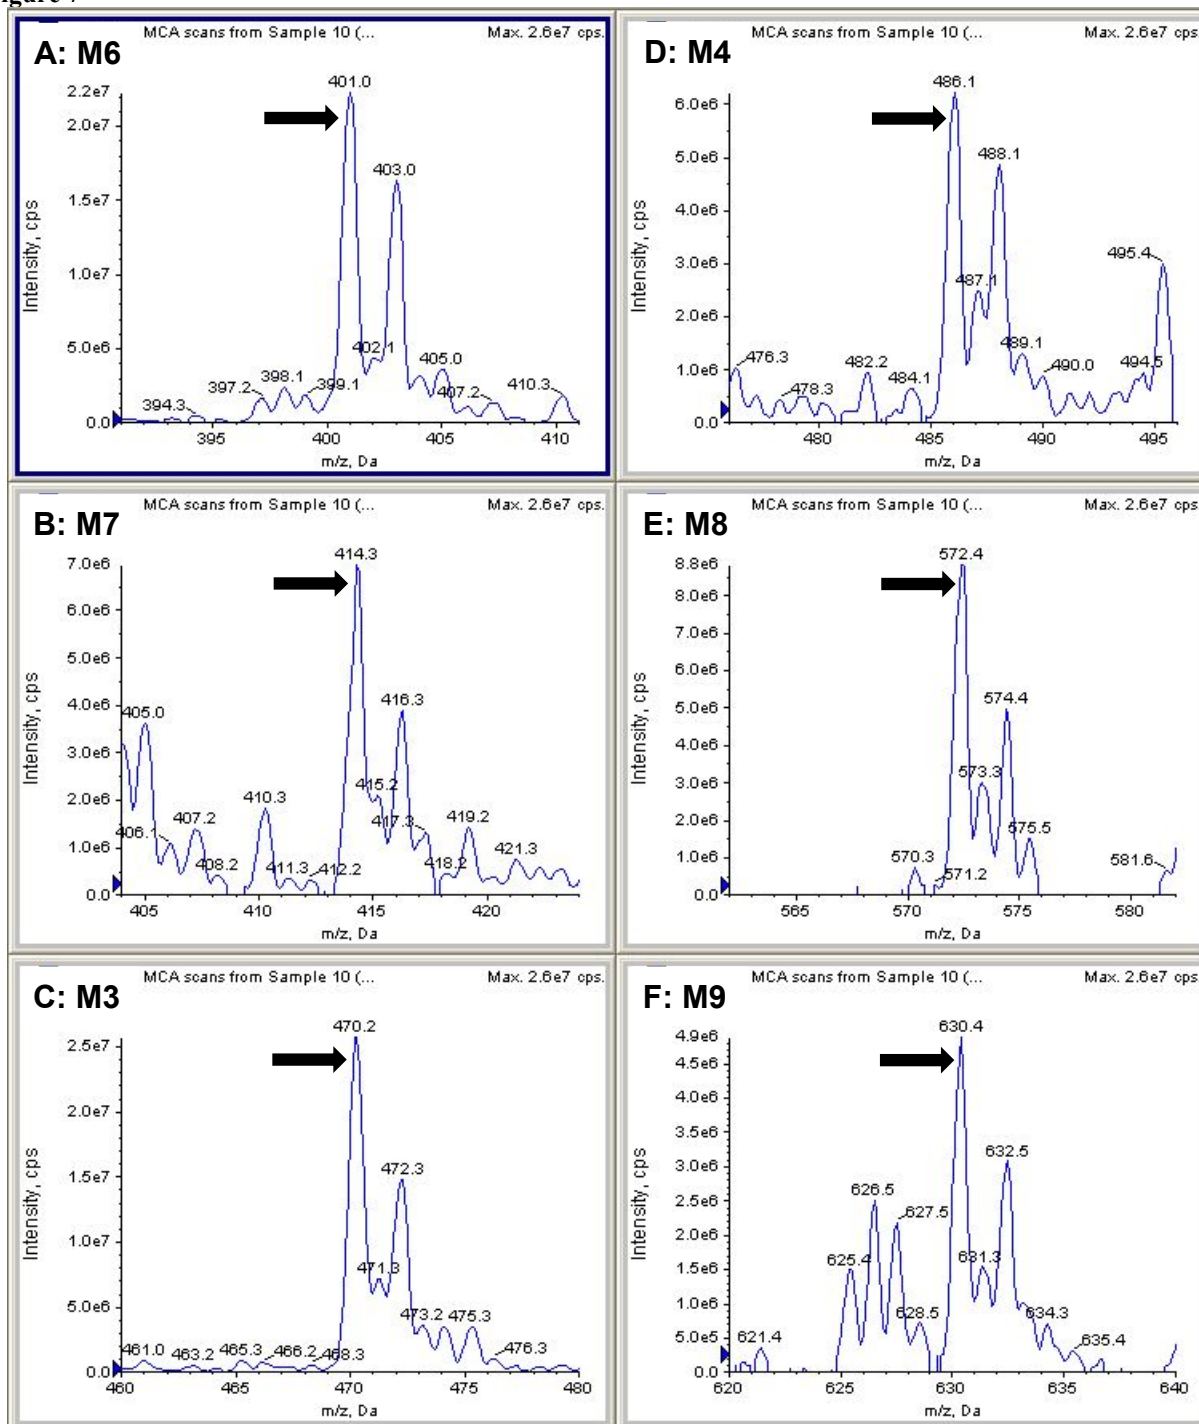 A: M6
MCA scans from Sample 10 (...
Max. 2.6e7 cps.
Intensity, cps
2.2e7
2.0e7
1.5e7
1.0e7
5.0e6
0.0
401.0
403.0
402.1
405.0
407.2
410.3
397.2
398.1
399.1
394.3
395
400
405
410
m/z, Da
D: M4
MCA scans from Sample 10 (...
Max. 2.6e7 cps.
Intensity, cps
6.0e6
5.0e6
4.0e6
3.0e6
2.0e6
1.0e6
0.0
486.1
488.1
487.1
489.1
490.0
494.5
495.4
476.3
478.3
482.2
484.1
480
485
490
495
m/z, Da
B: M7
MCA scans from Sample 10 (...
Max. 2.6e7 cps.
Intensity, cps
7.0e6
6.0e6
5.0e6
4.0e6
3.0e6
2.0e6
1.0e6
0.0
414.3
416.3
415.2
417.3
418.2
419.2
421.3
405.0
406.1
407.2
408.2
410.3
411.3
412.2
405
410
415
420
m/z, Da
E: M8
MCA scans from Sample 10 (...
Max. 2.6e7 cps.
Intensity, cps
8.8e6
8.0e6
7.0e6
6.0e6
5.0e6
4.0e6
3.0e6
2.0e6
1.0e6
0.0
572.4
574.4
573.3
575.5
570.3
571.2
581.6
565
570
575
580
m/z, Da
C: M3
MCA scans from Sample 10 (...
Max. 2.6e7 cps.
Intensity, cps
2.5e7
2.0e7
1.5e7
1.0e7
5.0e6
0.0
470.2
472.3
471.3
473.2
475.3
476.3
461.0
463.2
465.3
466.2
468.3
460
465
470
475
480
m/z, Da
F: M9
MCA scans from Sample 10 (...
Max. 2.6e7 cps.
Intensity, cps
4.9e6
4.5e6
4.0e6
3.5e6
3.0e6
2.5e6
2.0e6
1.5e6
1.0e6
5.0e5
0.0
630.4
632.5
631.3
634.3
635.4
626.5
627.5
625.4
628.5
621.4
620
625
630
635
640
m/z, Da